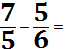 7/5 - 5/6 =